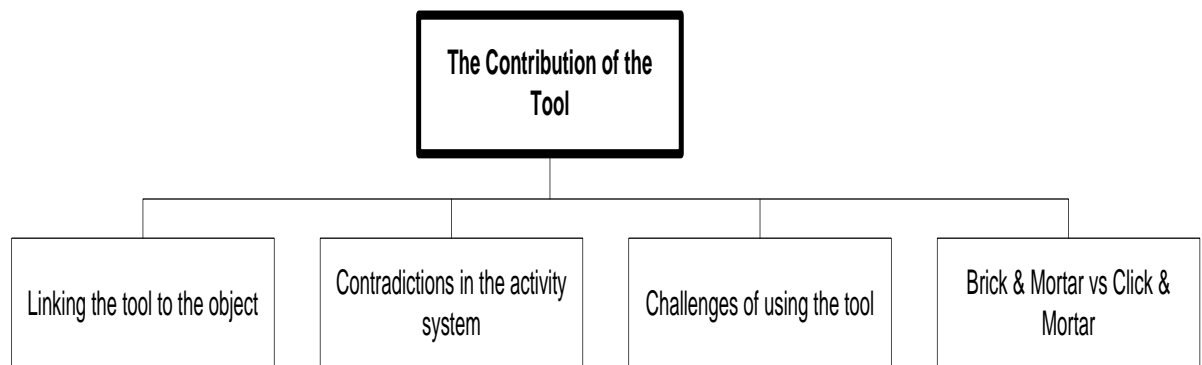 The Contribution of the
Tool
Linking the tool to the object
Contradictions in the activity
system
Challenges of using the tool
Brick & Mortar vs Click &
Mortar